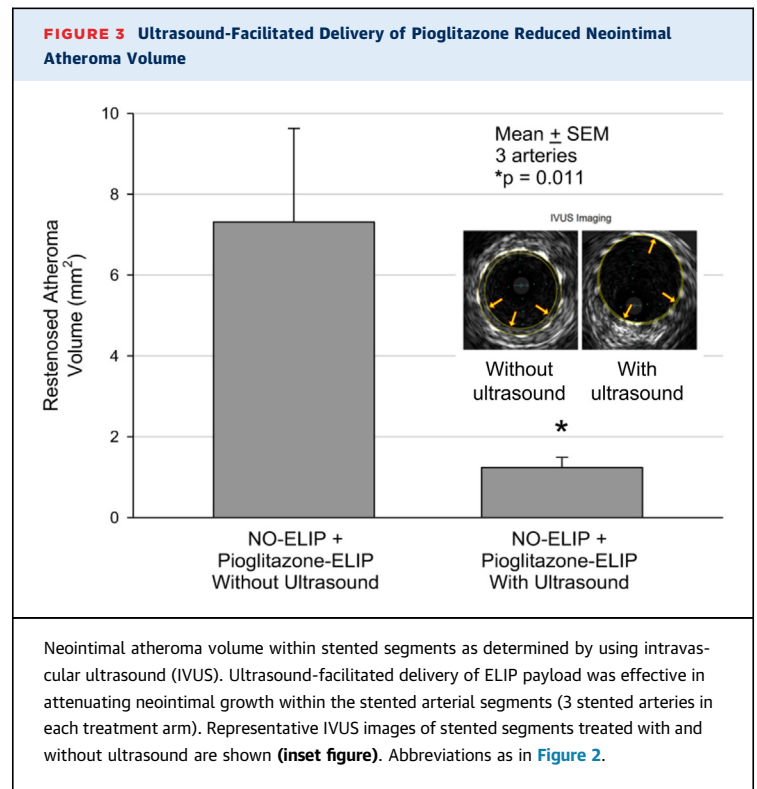 FIGURE 3 Ultrasound-Facilitated Delivery of Pioglitazone Reduced Neointimal
Atheroma Volume
10
8
6
4
2
0
Restenosed Atheroma
Volume (mm²)
Mean ± SEM
3 arteries
*p = 0.011
IVUS Imaging
Without
ultrasound
With
ultrasound
*
NO-ELIP +
Pioglitazone-ELIP
Without Ultrasound
NO-ELIP +
Pioglitazone-ELIP
With Ultrasound
Neointimal atheroma volume within stented segments as determined by using intravas-
cular ultrasound (IVUS). Ultrasound-facilitated delivery of ELIP payload was effective in
attenuating neointimal growth within the stented arterial segments (3 stented arteries in
each treatment arm). Representative IVUS images of stented segments treated with and
without ultrasound are shown (inset figure). Abbreviations as in Figure 2.